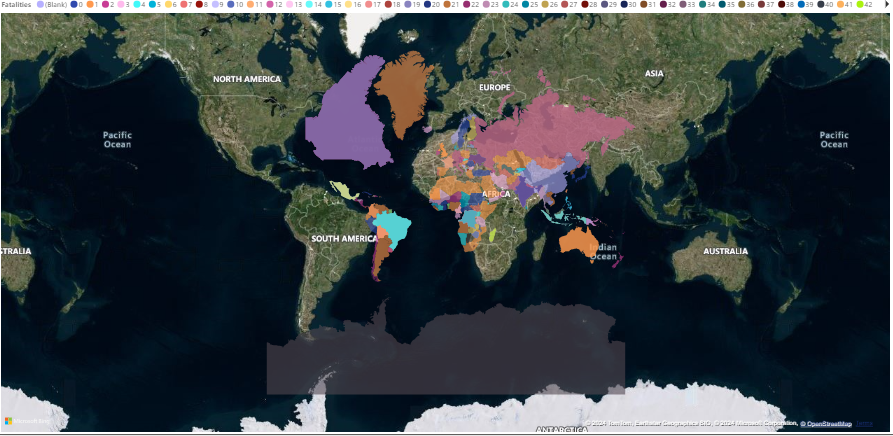 Fatalities (Blank) 0 1 2 3 4 5 6 7 8 9 10 11 12 13 14 15 16 17 18 19 20 21 22 23 24 25 26 27 28 29 30 31 32 33 34 35 36 37 38 39 40 41 42
NORTH AMERICA
EUROPE
ASIA
Pacific
Ocean
Pacific
Ocean
AFRICA
SOUTH AMERICA
STRALIA
Indian
Ocean
AUSTRALIA
© 2024 TomTom, Earthstar Geographics SIO, © 2024 Microsoft Corporation, © OpenStreetMap Terms
ANTARCTICA